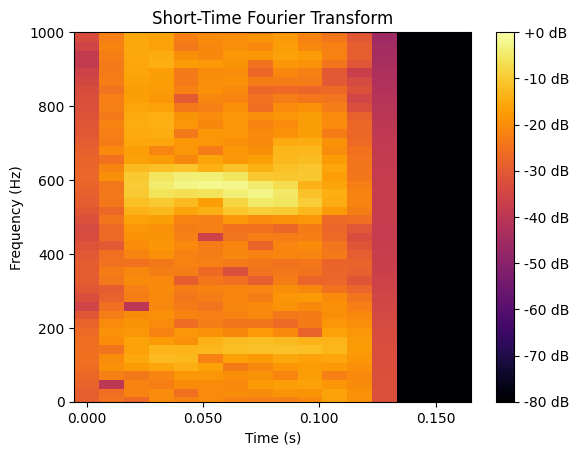 Short-Time Fourier Transform
1000
800
600
400
200
0
Frequency (Hz)
0.000
0.050
0.100
0.150
Time (s)
+0 dB
-10 dB
-20 dB
-30 dB
-40 dB
-50 dB
-60 dB
-70 dB
-80 dB